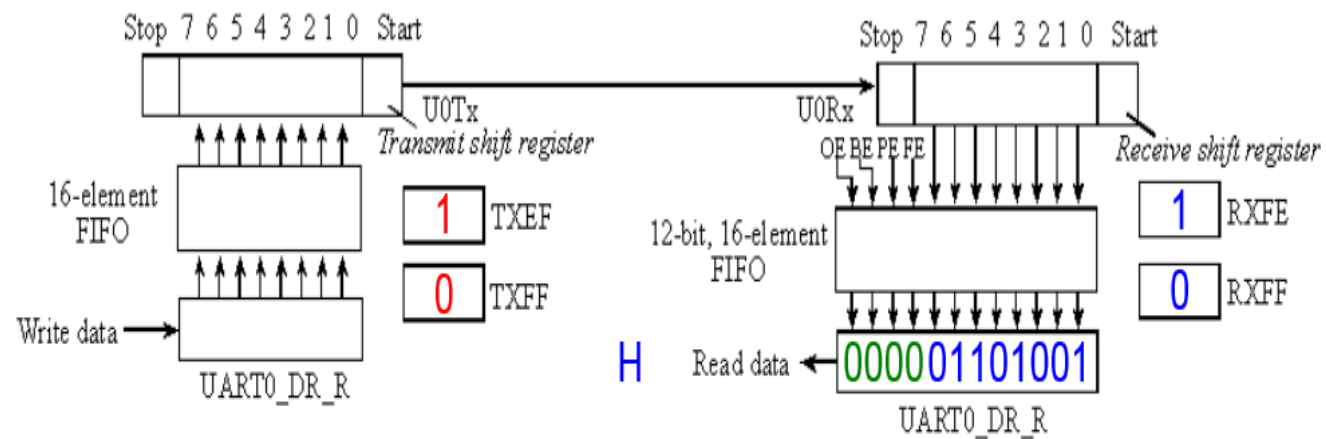 Stop 7 6 5 4 3 2 1 0 Start
Stop 7 6 5 4 3 2 1 0 Start
U0Tx
U0Rx
Transmit shift register
OE BE PE FE
Receive shift register
16-element
FIFO
1 TXEF
0 TXFF
12-bit, 16-element
FIFO
1 RXFE
0 RXFF
Write data
UART0_DR_R
H
Read data
000001101001
UART0_DR_R